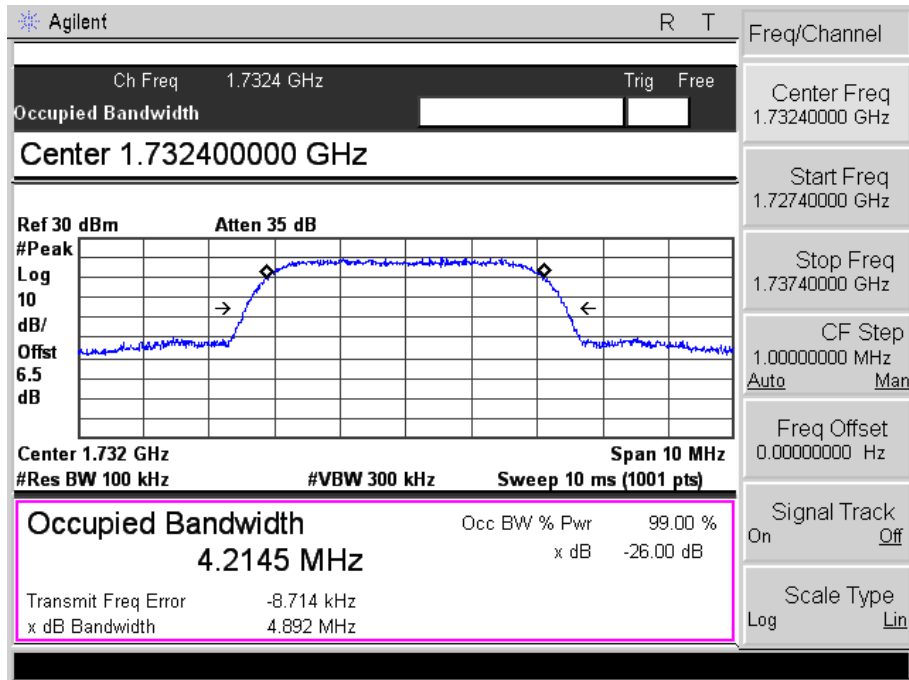 Agilent
R T
Ch Freq 1.7324 GHz
Trig Free
Occupied Bandwidth
Center 1.732400000 GHz
Ref 30 dBm
Atten 35 dB
#Peak
Log
10
dB/
Offst
6.5
dB
Center 1.732 GHz
Span 10 MHz
#Res BW 100 kHz
#VBW 300 kHz
Sweep 10 ms (1001 pts)
Occupied Bandwidth
4.2145 MHz
Occ BW % Pwr 99.00 %
x dB -26.00 dB
Transmit Freq Error -8.714 kHz
x dB Bandwidth 4.892 MHz
Freq/Channel
Center Freq
1.73240000 GHz
Start Freq
1.72740000 GHz
Stop Freq
1.73740000 GHz
CF Step
1.00000000 MHz
Auto Man
Freq Offset
0.00000000 Hz
Signal Track
On Off
Scale Type
Log Lin